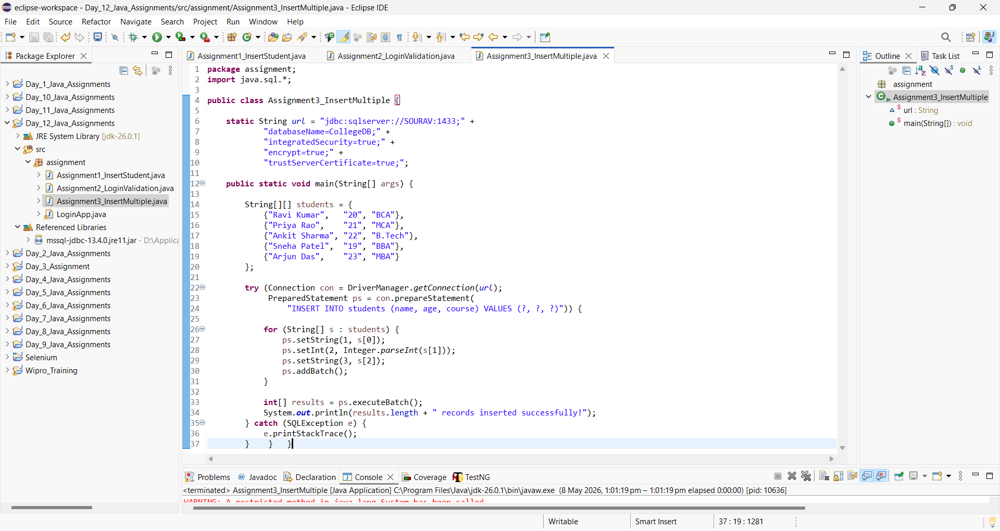 eclipse-workspace - Day_12_Java_Assignments/src/assignment/Assignment3_InsertMultiple.java - Eclipse IDE
File Edit Source Refactor Navigate Search Project Run Window Help
Package Explorer
Day_1_Java_Assignments
Day_10_Java_Assignments
Day_11_Java_Assignments
Day_12_Java_Assignments
JRE System Library [jdk-26.0.1]
src
assignment
Assignment1_InsertStudent.java
Assignment2_LoginValidation.java
Assignment3_InsertMultiple.java
LoginApp.java
Referenced Libraries
mssql-jdbc-13.4.0.jre11.jar - D:\Applic
Day_2_Java_Assignments
Day_3_Assignment
Day_4_Java_Assignments
Day_5_Java_Assignments
Day_6_Java_Assignments
Day_7_Java_Assignments
Day_8_Java_Assignments
Day_9_Java_Assignments
Selenium
Wipro_Training
Assignment1_InsertStudent.java Assignment2_LoginValidation.java Assignment3_InsertMultiple.java
1 package assignment;
2 import java.sql.*;
3
4 public class Assignment3_InsertMultiple {
5
6 static String url = "jdbc:sqlserver://SOURAV:1433;" +
7 "databaseName=CollegeDB;" +
8 "integratedSecurity=true;" +
9 "encrypt=true;" +
10 "trustServerCertificate=true;";
11
12 public static void main(String[] args) {
13
14 String[][] students = {
15 {"Ravi Kumar", "20", "BCA"},
16 {"Priya Rao", "21", "MCA"},
17 {"Ankit Sharma", "22", "B.Tech"},
18 {"Sneha Patel", "19", "BBA"},
19 {"Arjun Das", "23", "MBA"}
20 };
21
22 try (Connection con = DriverManager.getConnection(url);
23 PreparedStatement ps = con.prepareStatement(
24 "INSERT INTO students (name, age, course) VALUES (?, ?, ?)")) {
25
26 for (String[] s : students) {
27 ps.setString(1, s[0]);
28 ps.setInt(2, Integer.parseInt(s[1]));
29 ps.setString(3, s[2]);
30 ps.addBatch();
31 }
32
33 int[] results = ps.executeBatch();
34 System.out.println(results.length + " records inserted successfully!");
35 } catch (SQLException e) {
36 e.printStackTrace();
37 } } }
Outline Task List
assignment
Assignment3_InsertMultiple
url : String
main(String[]) : void
Problems Javadoc Declaration Console Coverage TestNG
<terminated> Assignment3_InsertMultiple [Java Application] C:\Program Files\Java\jdk-26.0.1\bin\javaw.exe (8 May 2026, 1:01:19 pm – 1:01:19 pm elapsed 0:00:00) [pid: 10636]
WARNING: A restricted method in java.lang.System has been called
Writable Smart Insert 37 : 19 : 1281